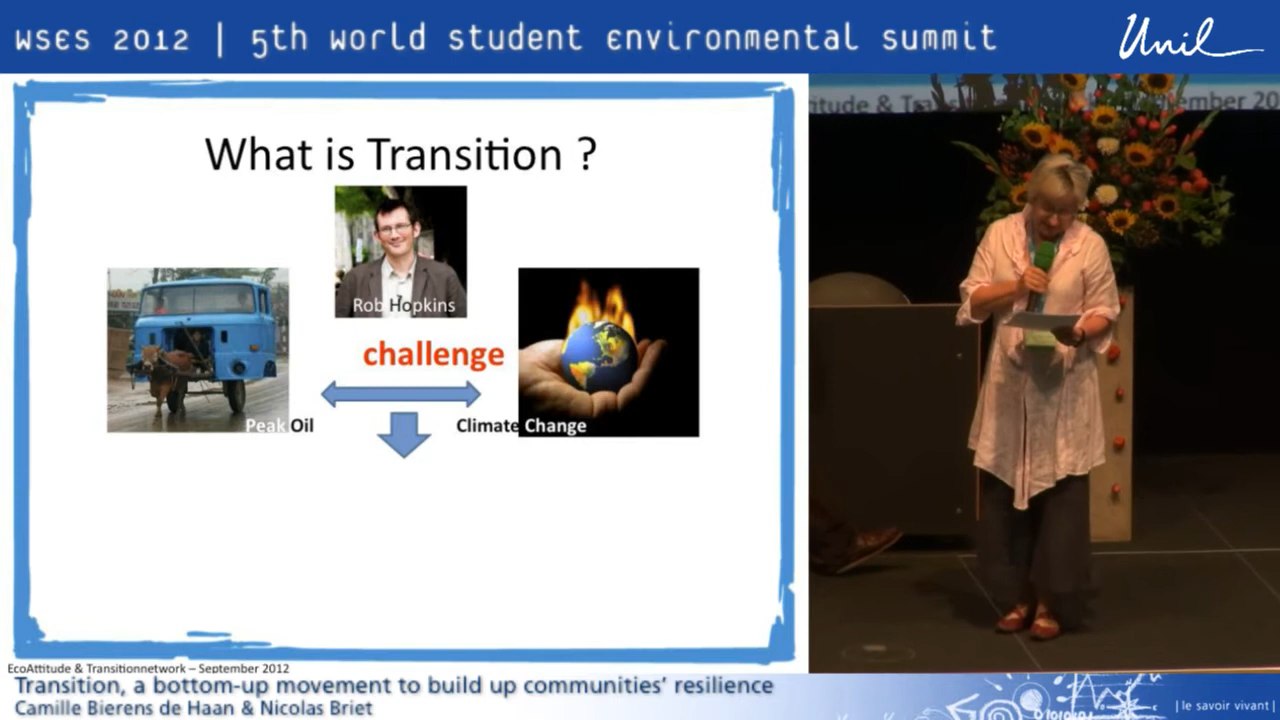 WSES 2012 | 5th world student environmental summit
Unil
What is Transition ?
Rob Hopkins
challenge
Peak Oil
Climate Change
EcoAttitude & Transitionnetwork – September 2012
Transition, a bottom-up movement to build up communities' resilience
Camille Bierens de Haan & Nicolas Briet
| le savoir vivant |